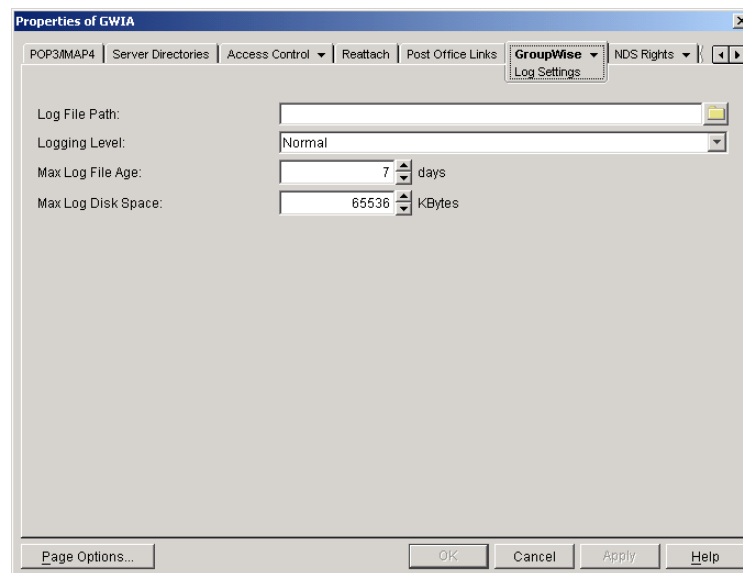 Properties of GWIA
POP3/IMAP4 Server Directories Access Control Reattach Post Office Links GroupWise NDS Rights
Log Settings
Log File Path:
Logging Level: Normal
Max Log File Age: 7 days
Max Log Disk Space: 65536 KBytes
Page Options... OK Cancel Apply Help